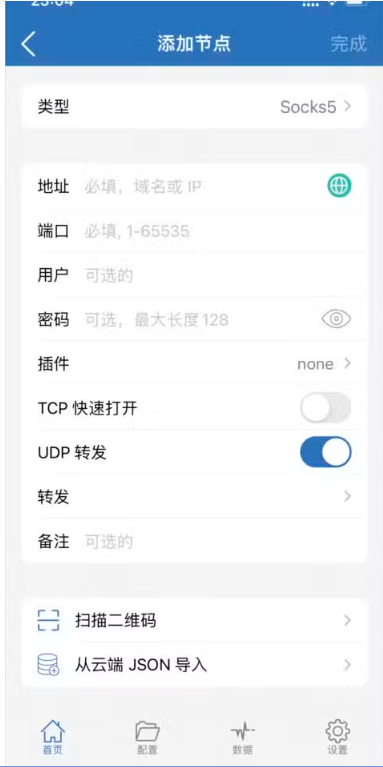 添加节点
完成
类型 Socks5
地址 必填，域名或 IP
端口 必填, 1-65535
用户 可选的
密码 可选，最大长度128
插件 none
TCP 快速打开
UDP 转发
转发
备注 可选的
扫描二维码
从云端 JSON 导入
首页 配置 数据 设置